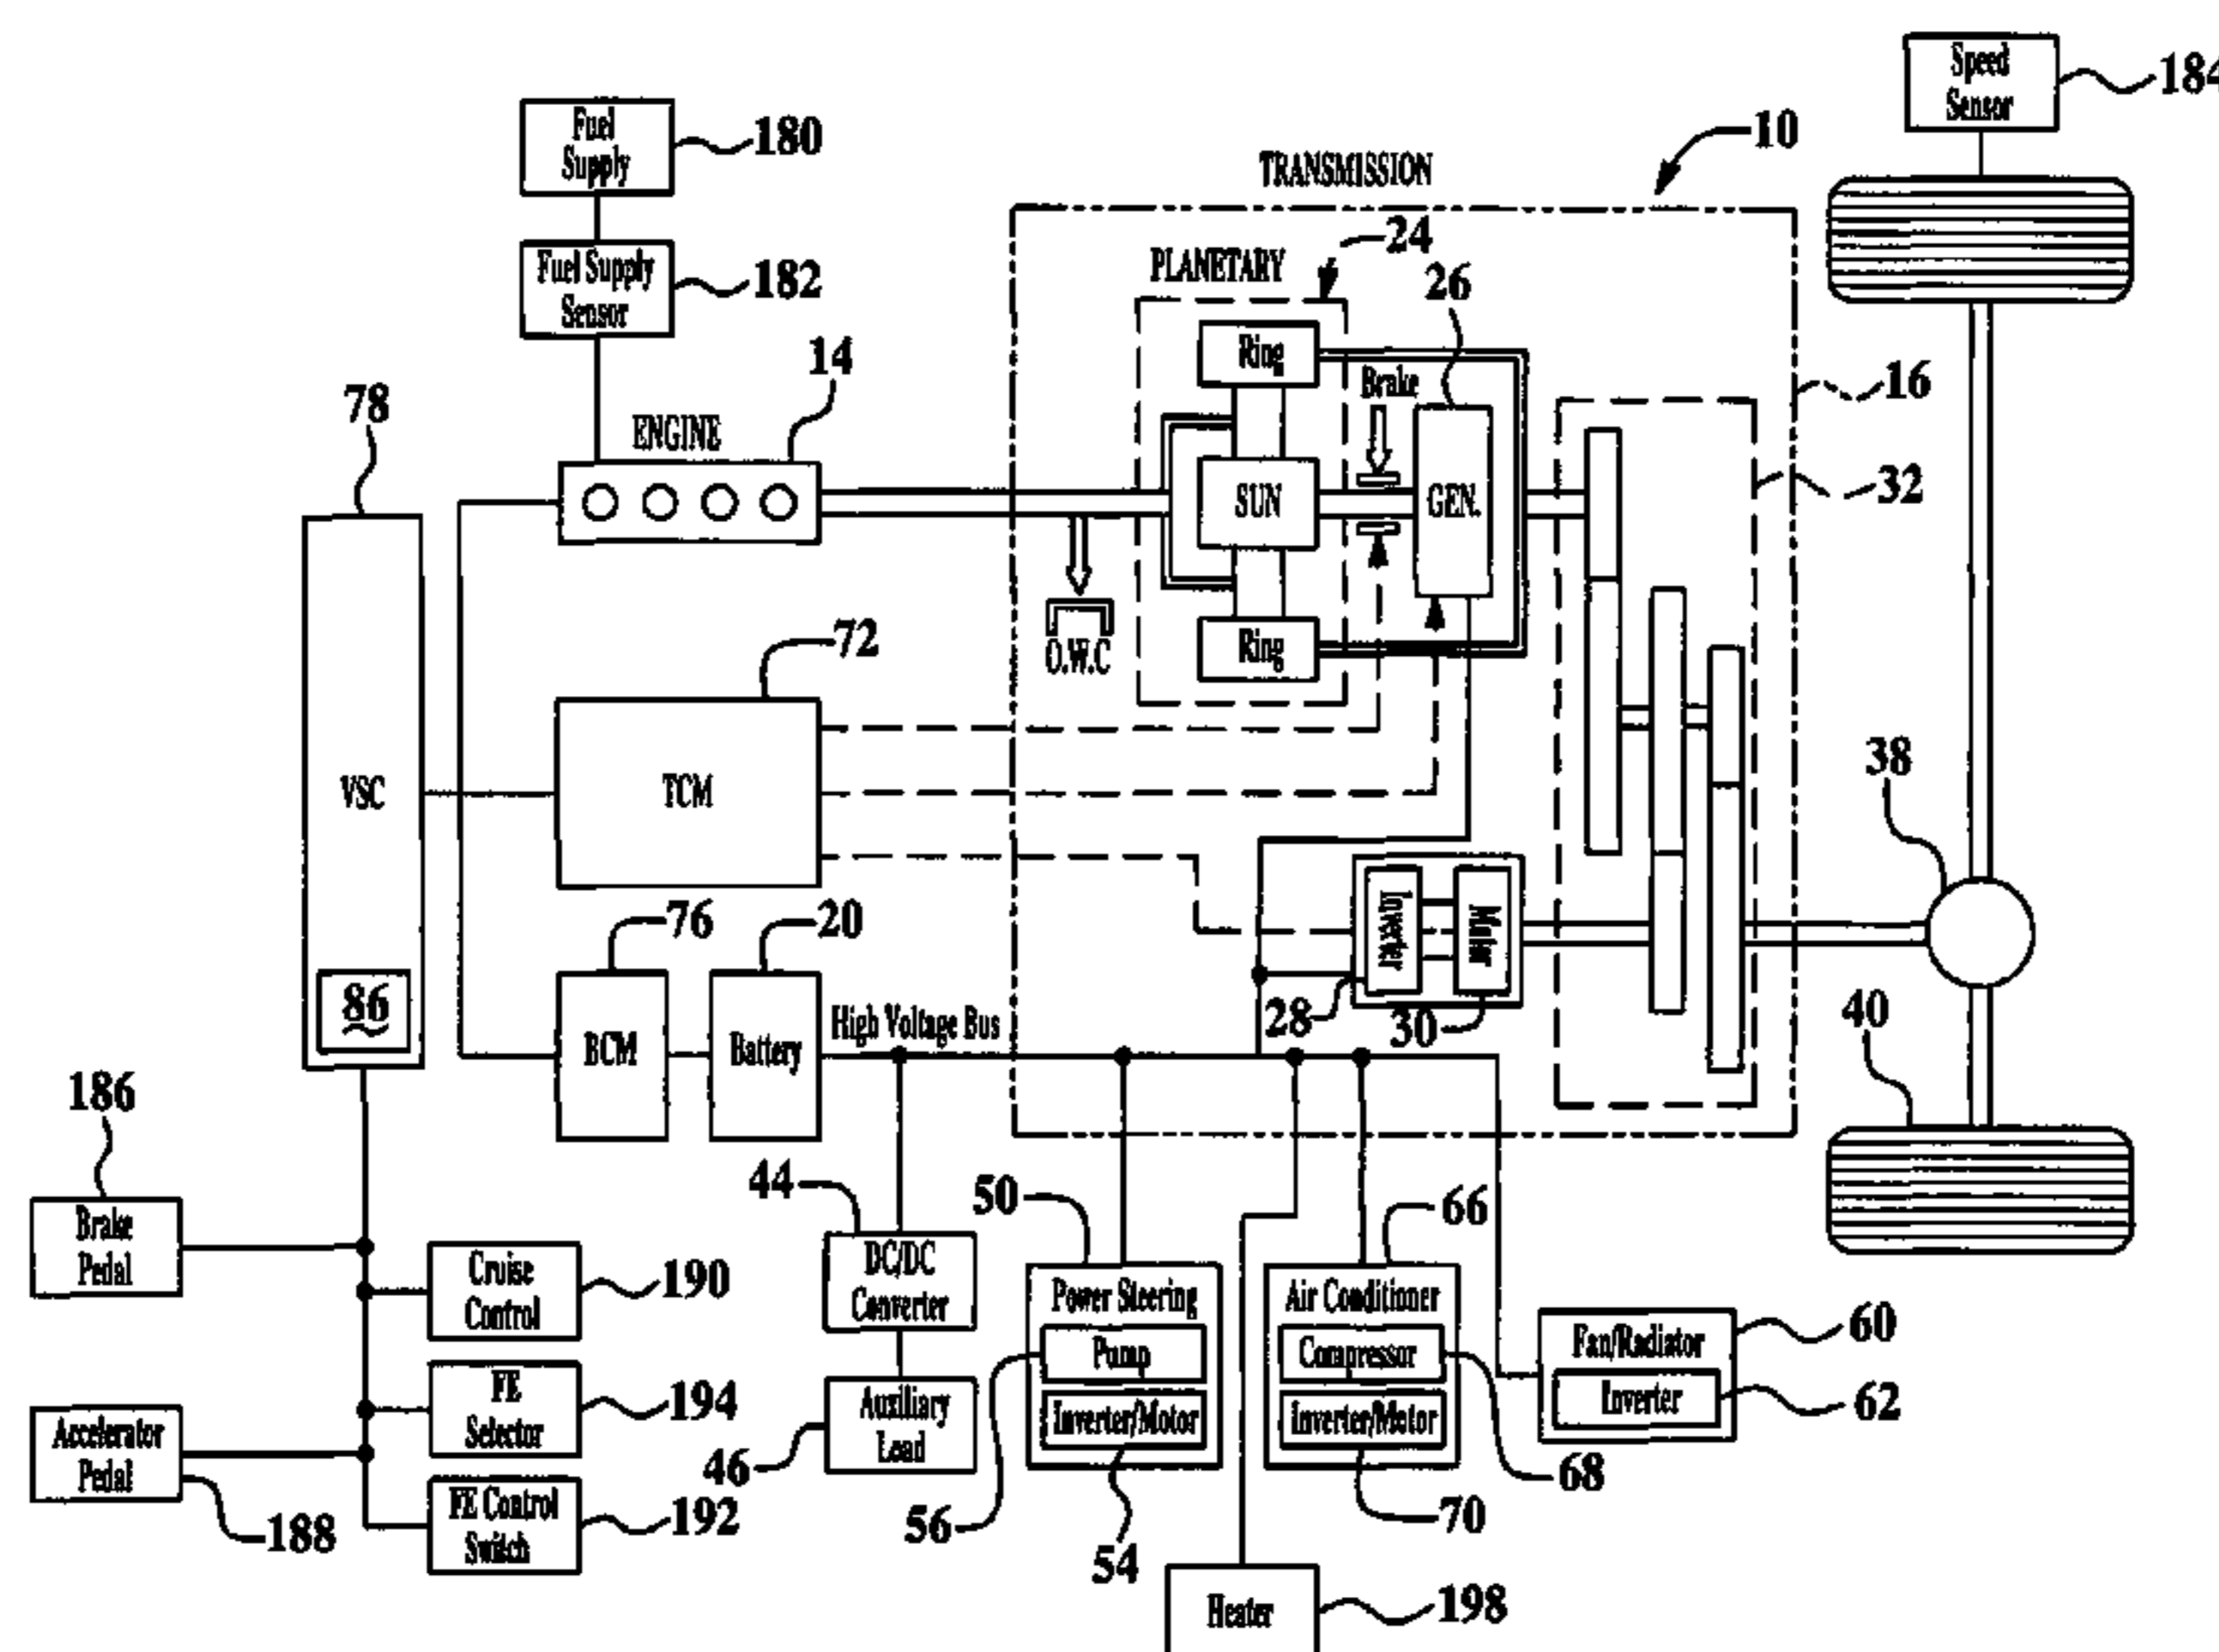 Speed
Sensor
184
10
Fuel
Supply
180
TRANSMISSION
24
PLANETARY
26
Fuel Supply
Sensor
182
14
Ring
Brake
16
78
ENGINE
32
SUN
GEN.
O.W.C
Ring
72
VSC
TCM
38
76
20
Inverter
Motor
86
BCM
Battery
High Voltage Bus
28
30
40
186
44
50
66
Brake
Pedal
Cruise
Control
190
DC/DC
Converter
Power Steering
Air Conditioner
60
Fan/Radiator
56
Pump
Compressor
Inverter
62
FE
Selector
194
Auxiliary
Load
Inverter/Motor
Inverter/Motor
Accelerator
Pedal
46
68
188
FE Control
Switch
192
56
54
70
Heater
198